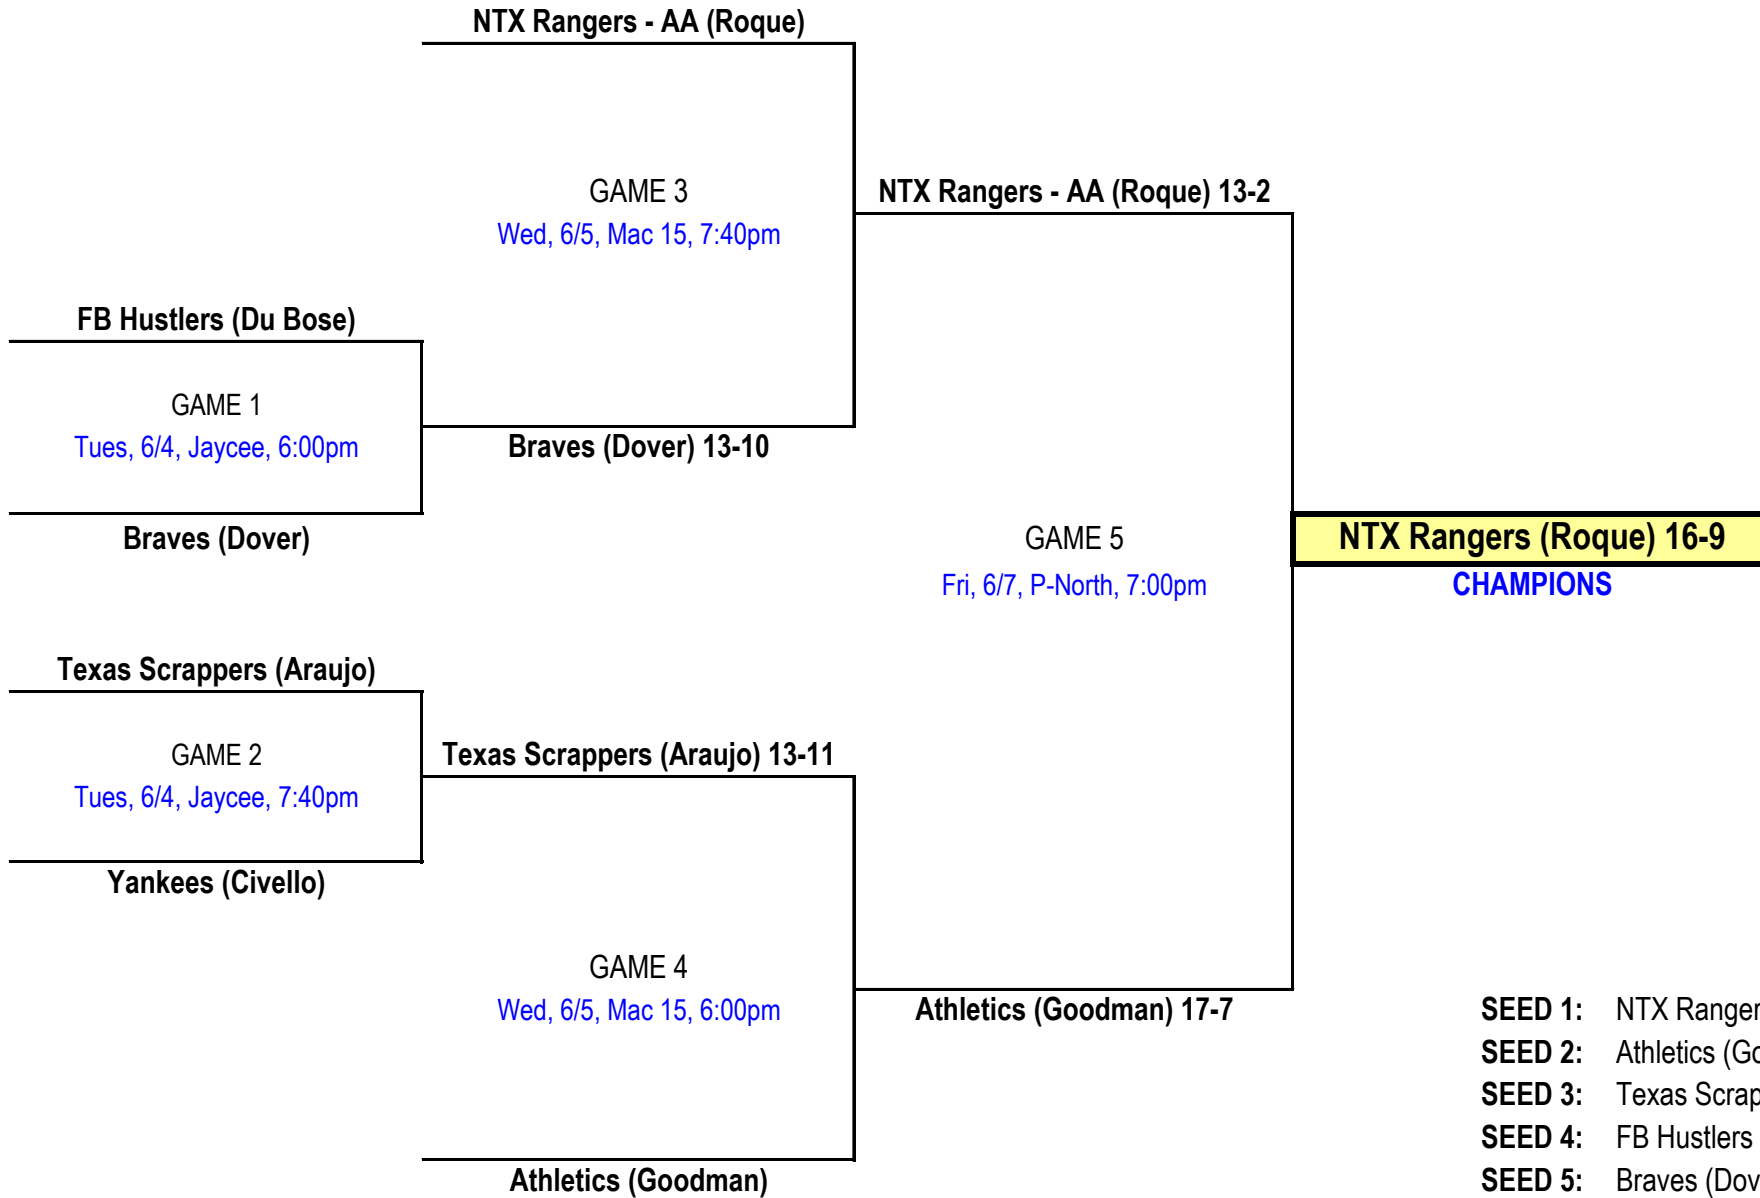 NTX Rangers - AA (Roque)
GAME 3
Wed, 6/5, Mac 15, 7:40pm
NTX Rangers - AA (Roque) 13-2
FB Hustlers (Du Bose)
GAME 1
Tues, 6/4, Jaycee, 6:00pm
Braves (Dover) 13-10
Braves (Dover)
GAME 5
Fri, 6/7, P-North, 7:00pm
NTX Rangers (Roque) 16-9
CHAMPIONS
Texas Scrappers (Araujo)
GAME 2
Tues, 6/4, Jaycee, 7:40pm
Texas Scrappers (Araujo) 13-11
Yankees (Civello)
GAME 4
Wed, 6/5, Mac 15, 6:00pm
Athletics (Goodman) 17-7
Athletics (Goodman)
SEED 1: NTX
SEED 2: Athletics
SEED 3: Texas
SEED 4: FB Hustlers
SEED 5: Braves